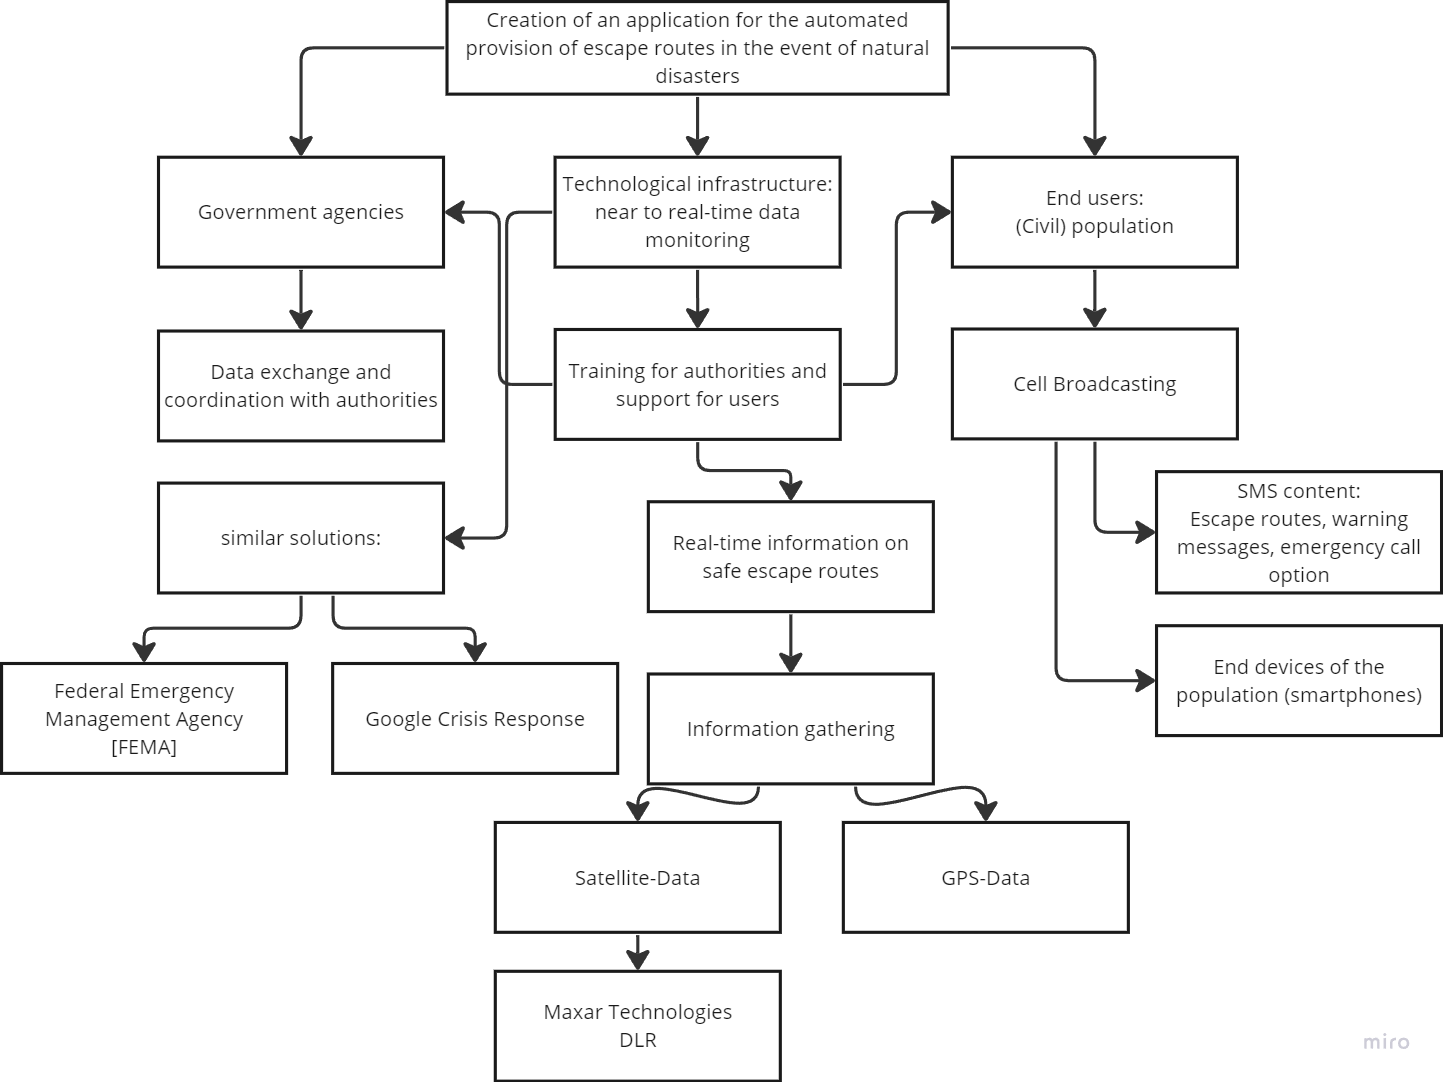 Creation of an application for the automated
provision of escape routes in the event of natural
disasters
Government agencies
Technological infrastructure:
near to real-time data
monitoring
End users:
(Civil) population
Data exchange and
coordination with authorities
Training for authorities and
support for users
Cell Broadcasting
similar solutions:
Real-time information on
safe escape routes
SMS content:
Escape routes, warning
messages, emergency call
option
Federal Emergency
Management Agency
[FEMA]
Google Crisis Response
Information gathering
End devices of the
population (smartphones)
Satellite-Data
GPS-Data
Maxar Technologies
DLR
miro